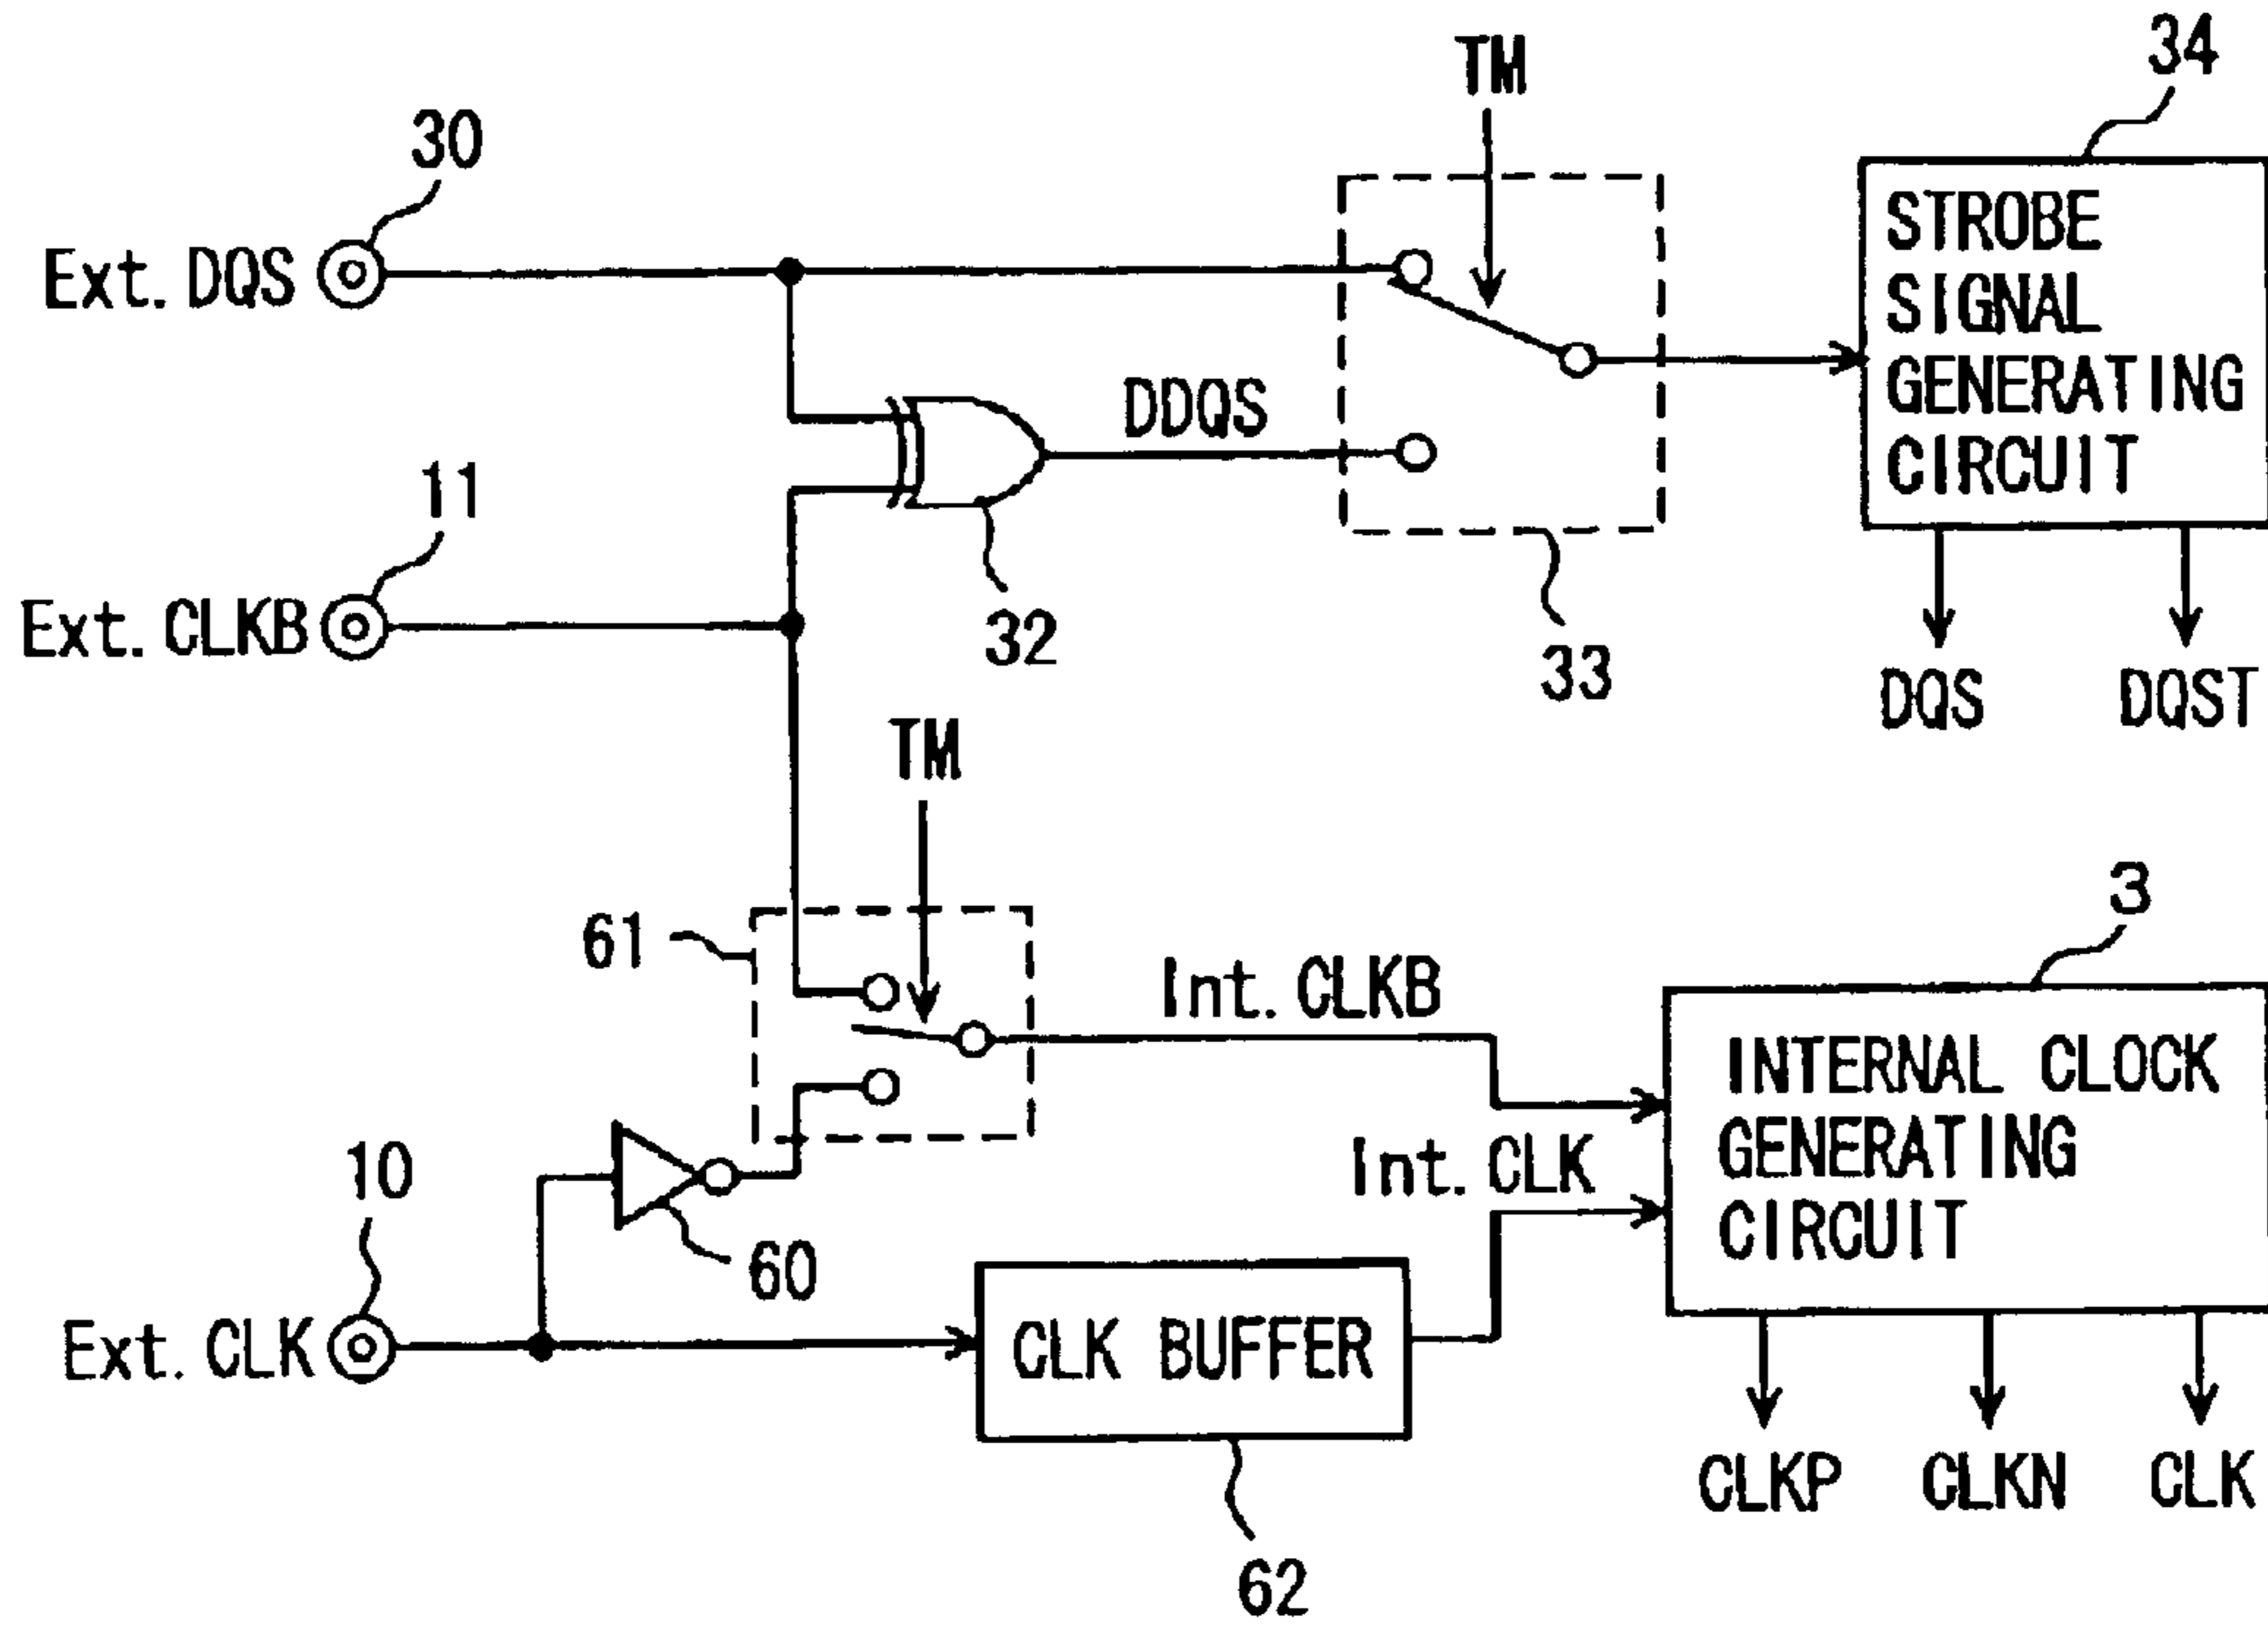 34
TM
30
STROBE
SIGNAL
GENERATING
CIRCUIT
Ext. DQS
DDQS
11
Ext. CLKB
32
33
DQS
DQST
TM
3
61
Int. CLKB
INTERNAL CLOCK
GENERATING
CIRCUIT
10
Int. CLK
60
Ext. CLK
CLK BUFFER
CLKP
CLKN
CLK
62